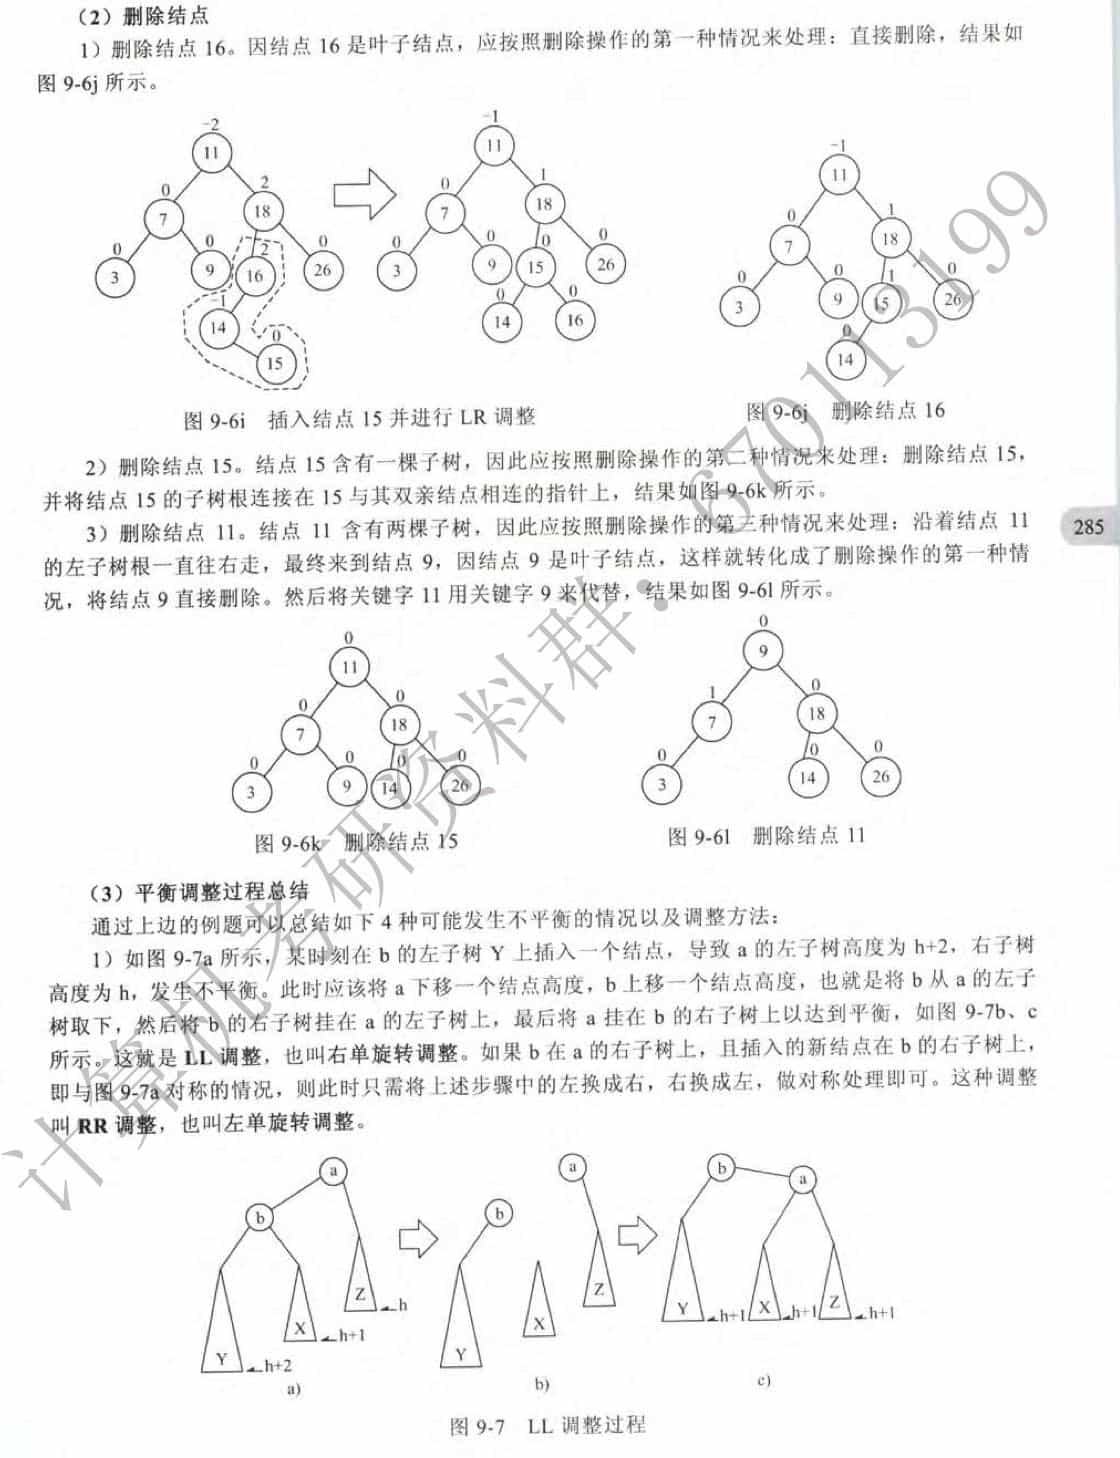 （2）删除结点
1）删除结点 16。因结点 16 是叶子结点，应按照删除操作的第一种情况来处理：直接删除，结果如
图 9-6j 所示。
-2
11
0
7
2
18
0
3
0
9
2
16
0
26
-1
14
0
15
-1
11
0
7
1
18
0
3
0
9
0
15
0
26
0
14
0
16
-1
11
0
7
1
18
0
3
0
9
1
15
0
26
0
14
图 9-6i 插入结点 15 并进行 LR 调整
图 9-6j 删除结点 16
2）删除结点 15。结点 15 含有一棵子树，因此应按照删除操作的第二种情况来处理：删除结点 15，
并将结点 15 的子树根连接在 15 与其双亲结点相连的指针上，结果如图 9-6k 所示。
3）删除结点 11。结点 11 含有两棵子树，因此应按照删除操作的第三种情况来处理：沿着结点 11
的左子树根一直往右走，最终来到结点 9，因结点 9 是叶子结点，这样就转化成了删除操作的第一种情
况，将结点 9 直接删除。然后将关键字 11 用关键字 9 来代替，结果如图 9-6l 所示。
285
0
11
0
7
0
18
0
3
0
9
0
14
0
26
0
9
1
7
0
18
0
3
0
14
0
26
图 9-6k 删除结点 15
图 9-6l 删除结点 11
（3）平衡调整过程总结
通过上边的例题可以总结如下 4 种可能发生不平衡的情况以及调整方法：
1）如图 9-7a 所示，某时刻在 b 的左子树 Y 上插入一个结点，导致 a 的左子树高度为 h+2，右子树
高度为 h，发生不平衡。此时应该将 a 下移一个结点高度，b 上移一个结点高度，也就是将 b 从 a 的左子
树取下，然后将 b 的右子树挂在 a 的左子树上，最后将 a 挂在 b 的右子树上以达到平衡，如图 9-7b、c
所示。这就是 LL 调整，也叫右单旋转调整。如果 b 在 a 的右子树上，且插入的新结点在 b 的右子树上，
即与图 9-7a 对称的情况，则此时只需将上述步骤中的左换成右，右换成左，做对称处理即可。这种调整
叫 RR 调整，也叫左单旋转调整。
a
b
Z
h
X
h+1
Y
h+2
a)
a
b
Z
X
Y
b)
b
a
Y
h+1
X
h+1
Z
h+1
c)
图 9-7 LL 调整过程
计算机考研资料群：670113199